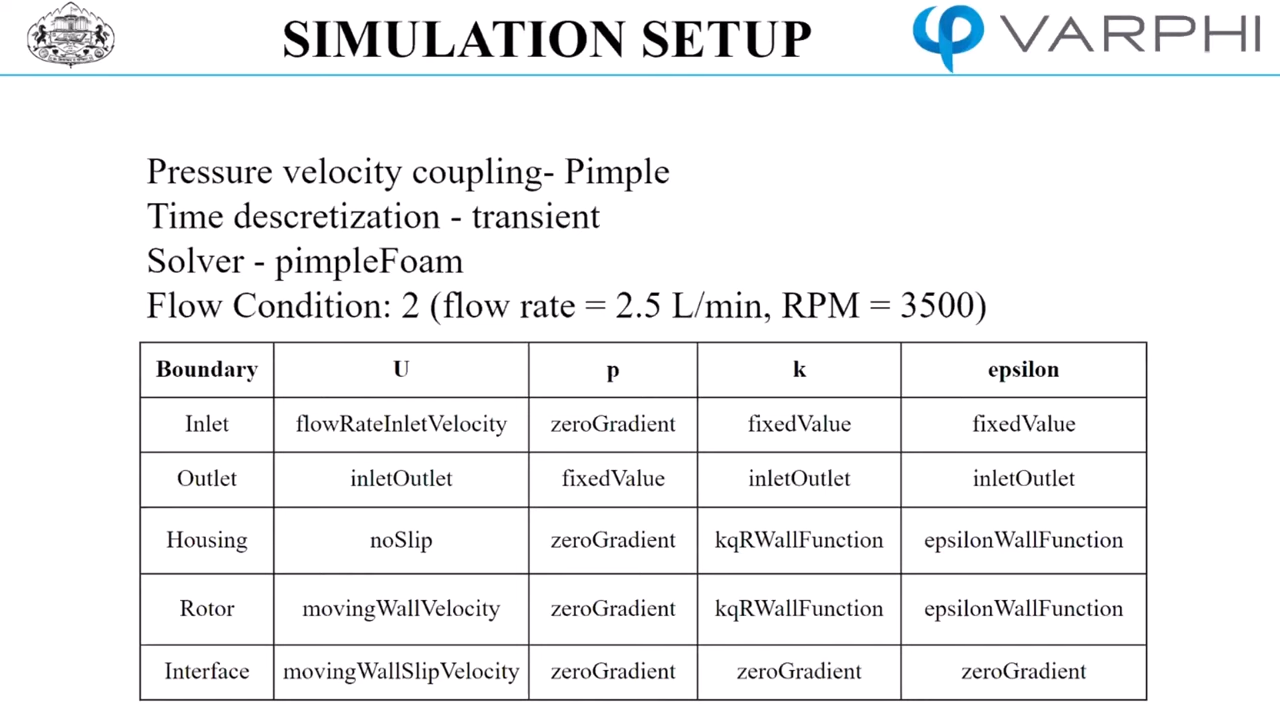 SIMULATION SETUP
VARPHI
Pressure velocity coupling- Pimple
Time descretization - transient
Solver - pimpleFoam
Flow Condition: 2 (flow rate = 2.5 L/min, RPM = 3500)
Boundary U p k epsilon
Inlet flowRateInletVelocity zeroGradient fixedValue fixedValue
Outlet inletOutlet fixedValue inletOutlet inletOutlet
Housing noSlip zeroGradient kqRWallFunction epsilonWallFunction
Rotor movingWallVelocity zeroGradient kqRWallFunction epsilonWallFunction
Interface movingWallSlipVelocity zeroGradient zeroGradient zeroGradient